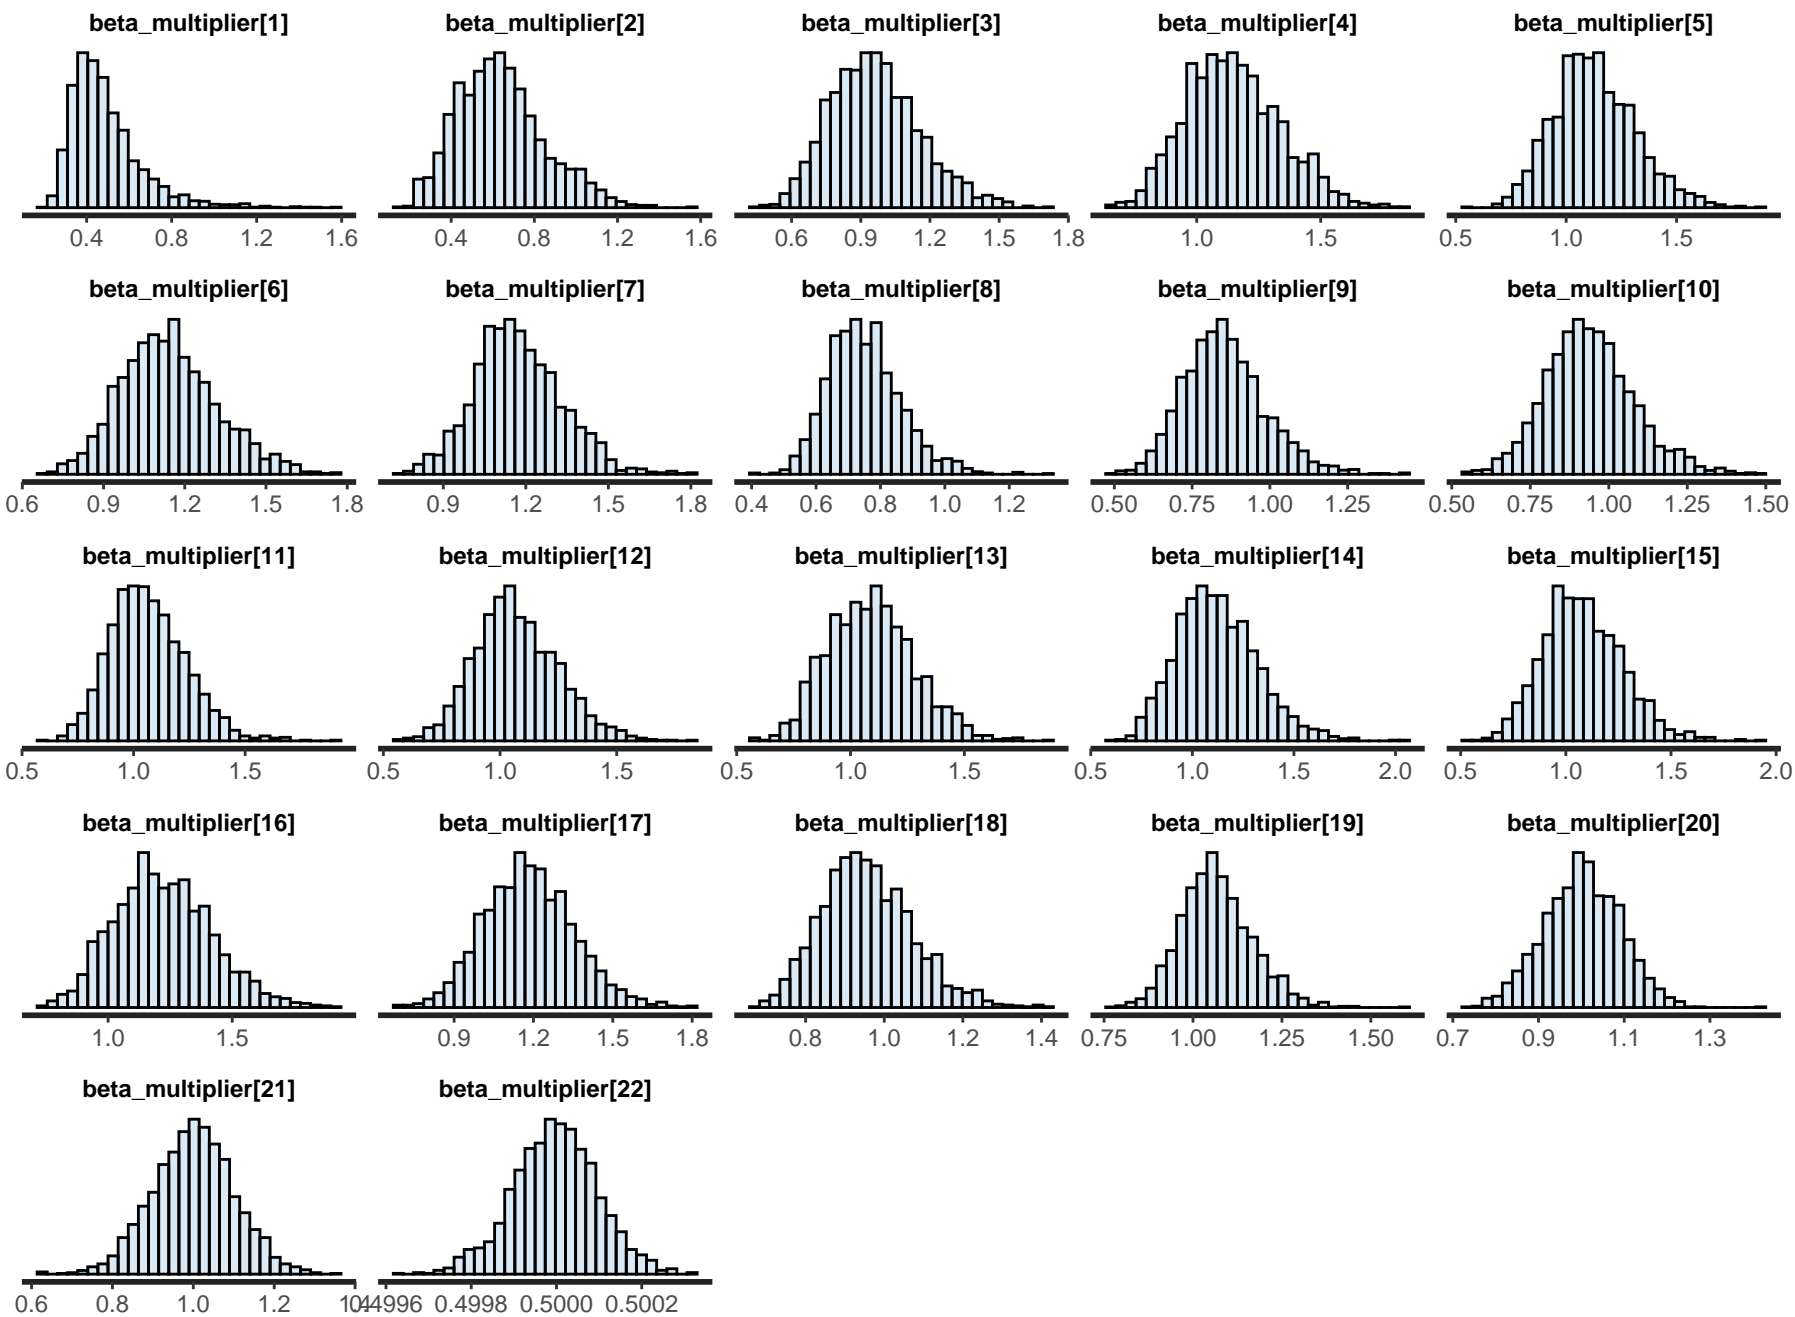 beta_multiplier[1] beta_multiplier[2] beta_multiplier[3] beta_multiplier[4] beta_multiplier[5]
0.4 0.8 1.2 1.6 0.4 0.8 1.2 1.6 0.6 0.9 1.2 1.5 1.8 1.0 1.5 0.5 1.0 1.5
beta_multiplier[6] beta_multiplier[7] beta_multiplier[8] beta_multiplier[9] beta_multiplier[10]
0.6 0.9 1.2 1.5 1.8 0.9 1.2 1.5 1.8 0.4 0.6 0.8 1.0 1.2 0.50 0.75 1.00 1.25 0.50 0.75 1.00 1.25 1.50
beta_multiplier[11] beta_multiplier[12] beta_multiplier[13] beta_multiplier[14] beta_multiplier[15]
0.5 1.0 1.5 0.5 1.0 1.5 0.5 1.0 1.5 0.5 1.0 1.5 2.0 0.5 1.0 1.5 2.0
beta_multiplier[16] beta_multiplier[17] beta_multiplier[18] beta_multiplier[19] beta_multiplier[20]
1.0 1.5 0.9 1.2 1.5 1.8 0.8 1.0 1.2 1.4 0.75 1.00 1.25 1.50 0.7 0.9 1.1 1.3
beta_multiplier[21] beta_multiplier[22]
0.6 0.8 1.0 1.2 1.4 0.4996 0.4998 0.5000 0.5002